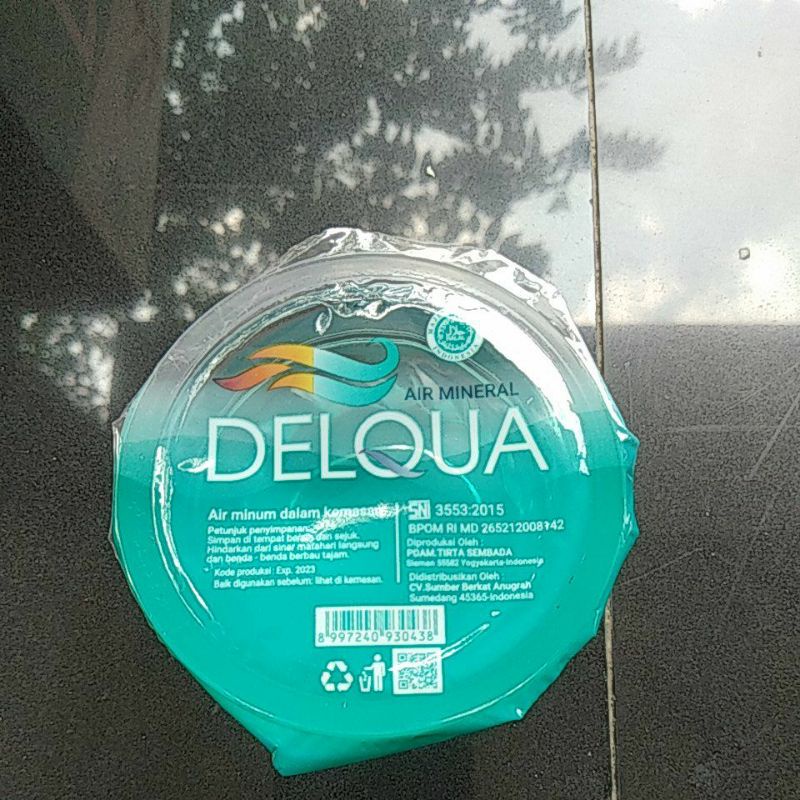 HALAL
INDONESIA
AIR MINERAL
DELQUA
Air minum dalam kemasan
Petunjuk penyimpanan:
Simpan di tempat bersih dan sejuk.
Hindarkan dari sinar matahari langsung
dan benda - benda berbau tajam.
* Kode produksi : Exp. 2023
Baik digunakan sebelum: lihat di kemasan.
SNI 3553:2015
BPOM RI MD 265212008142
Diproduksi Oleh :
PDAM.TIRTA SEMBADA
Sleman 55582 Yogyakarta-Indonesia
Didistribusikan Oleh :
CV.Sumber Berkat Anugrah
Sumedang 45365-Indonesia
8 997240 930438